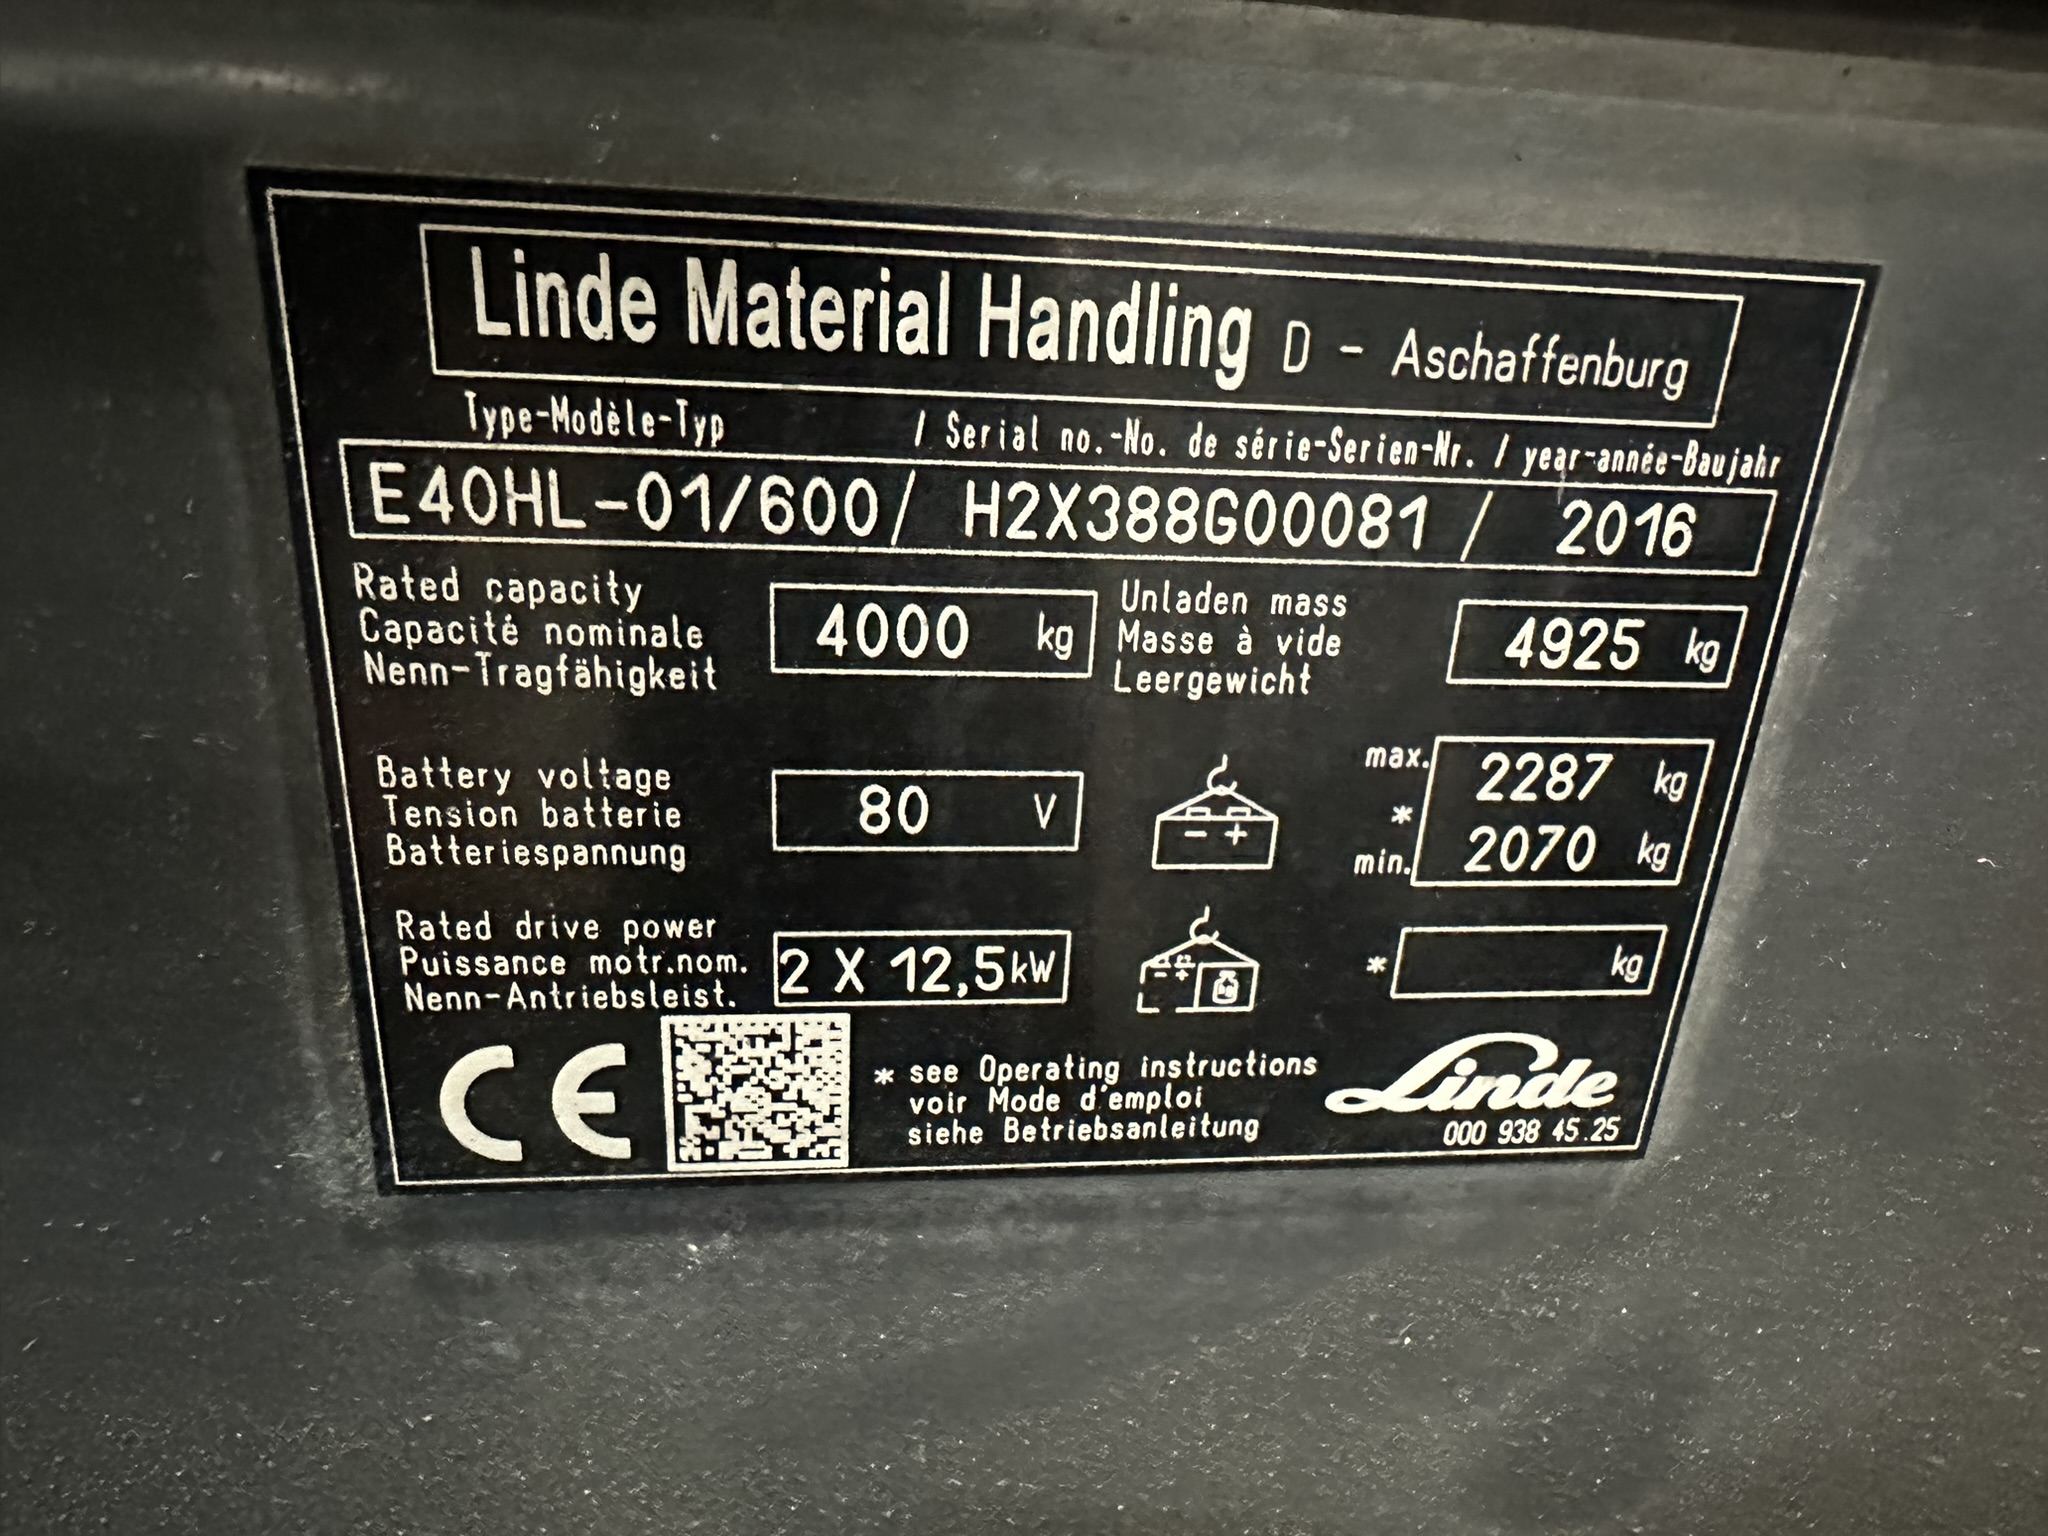 Linde Material Handling D - Aschaffenburg
Type-Modèle-Typ / Serial no.-No. de série-Serien-Nr. / year-année-Baujahr
E40HL-01/600/ H2X388G00081 / 2016
Rated capacity
Capacité nominale
Nenn-Tragfähigkeit
4000 kg
Unladen mass
Masse à vide
Leergewicht
4925 kg
Battery voltage
Tension batterie
Batteriespannung
80 V
- +
max.
*
min.
2287 kg
2070 kg
Rated drive power
Puissance motr.nom.
Nenn-Antriebsleist.
2 X 12,5kW
- +
kg
* kg
CE
* see Operating instructions
voir Mode d'emploi
siehe Betriebsanleitung
Linde
000 938 45.25